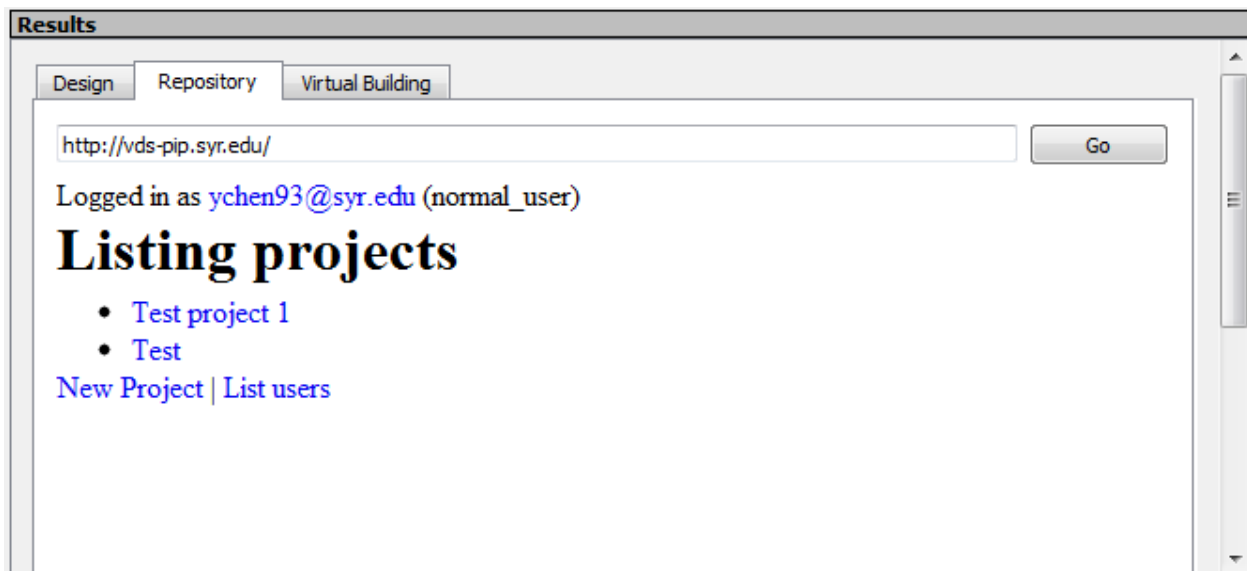 Results
Design Repository Virtual Building
http://vds-pip.syr.edu/ Go
Logged in as ychen93@syr.edu (normal_user)
Listing projects
• Test project 1
• Test
New Project | List users